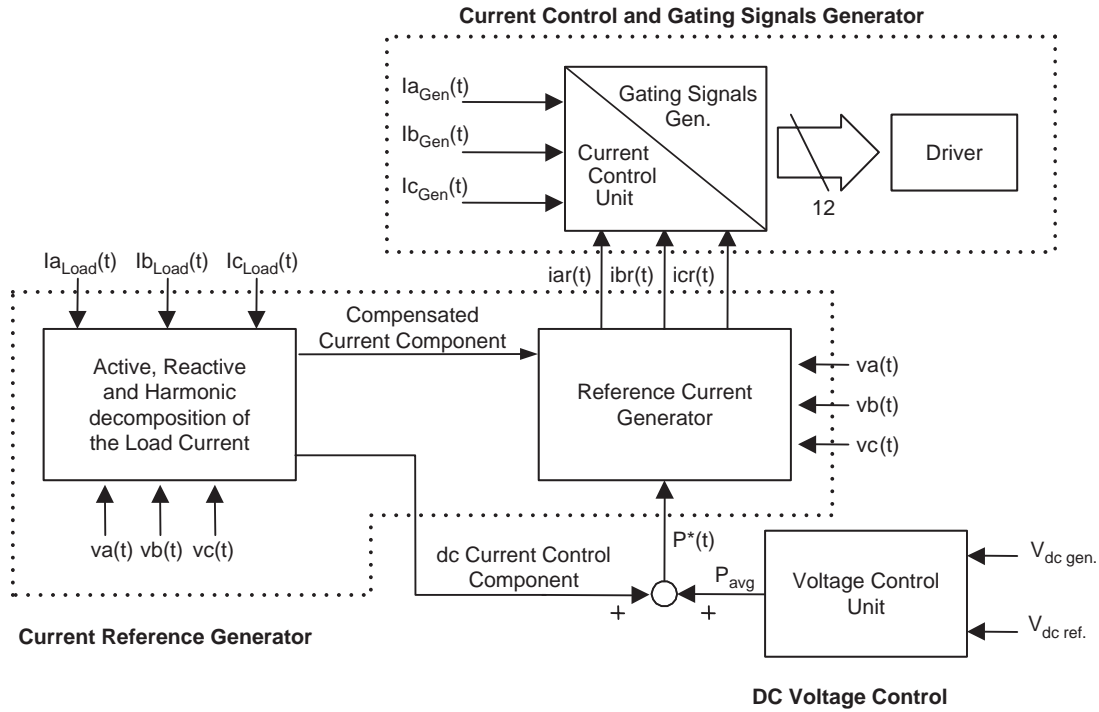 Current Control and Gating Signals Generator
Ia_Gen(t)
Ib_Gen(t)
Ic_Gen(t)
Gating Signals
Gen.
Current
Control
Unit
12
Driver
Ia_Load(t) Ib_Load(t) Ic_Load(t)
iar(t) ibr(t) icr(t)
Compensated
Current Component
Active, Reactive
and Harmonic
decomposition of
the Load Current
Reference Current
Generator
va(t)
vb(t)
vc(t)
va(t) vb(t) vc(t)
dc Current Control
Component
P*(t)
P_avg
+
+
Voltage Control
Unit
V_dc gen.
V_dc ref.
Current Reference Generator
DC Voltage Control